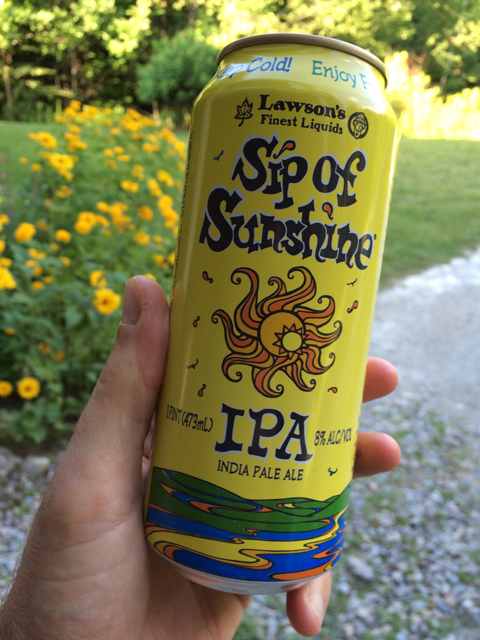 Cold! Enjoy
Lawson's
Finest Liquids
Sip of
Sunshine
1 PINT (473mL)
IPA
8% ALC/VOL
INDIA PALE ALE